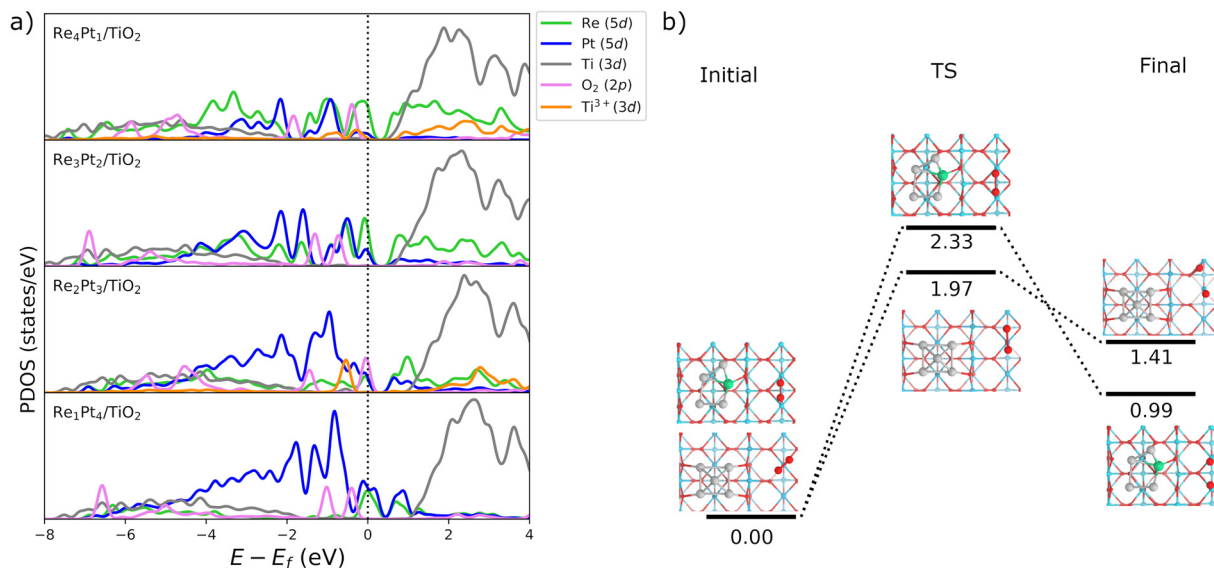 a)
Re₄Pt₁/TiO₂
Re (5d)
Pt (5d)
Ti (3d)
O₂ (2p)
Ti³⁺(3d)
Re₃Pt₂/TiO₂
Re₂Pt₃/TiO₂
Re₁Pt₄/TiO₂
PDOS (states/eV)
−8 −6 −4 −2 0 2 4
E − E_f (eV)
b)
Initial
TS
Final
2.33
1.97
1.41
0.99
0.00